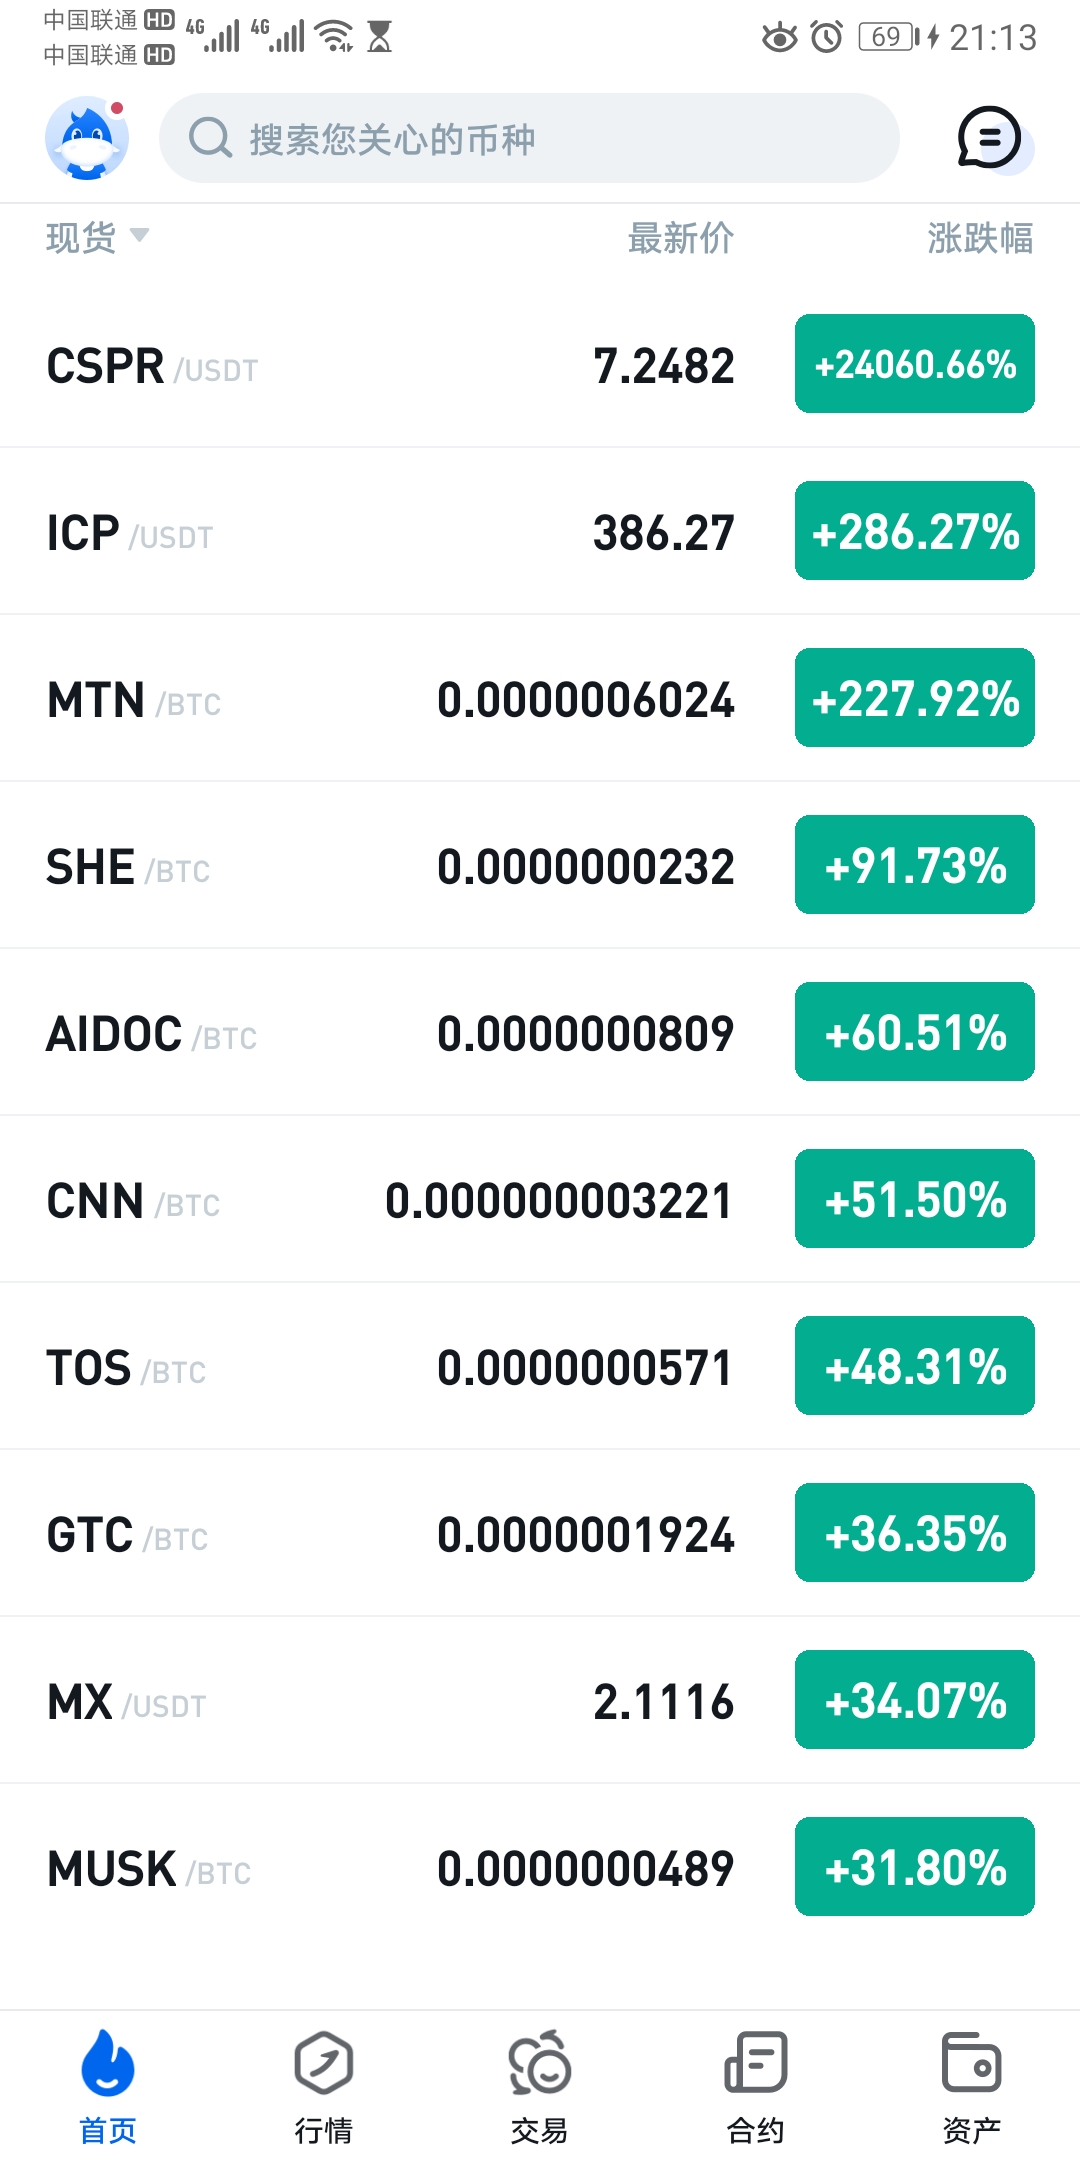 中国联通 HD 4G 4G 69 21:13
中国联通 HD
搜索您关心的币种
现货 最新价 涨跌幅
CSPR /USDT 7.2482 +24060.66%
ICP /USDT 386.27 +286.27%
MTN /BTC 0.0000006024 +227.92%
SHE /BTC 0.0000000232 +91.73%
AIDOC /BTC 0.0000000809 +60.51%
CNN /BTC 0.000000003221 +51.50%
TOS /BTC 0.0000000571 +48.31%
GTC /BTC 0.0000001924 +36.35%
MX /USDT 2.1116 +34.07%
MUSK /BTC 0.0000000489 +31.80%
首页 行情 交易 合约 资产